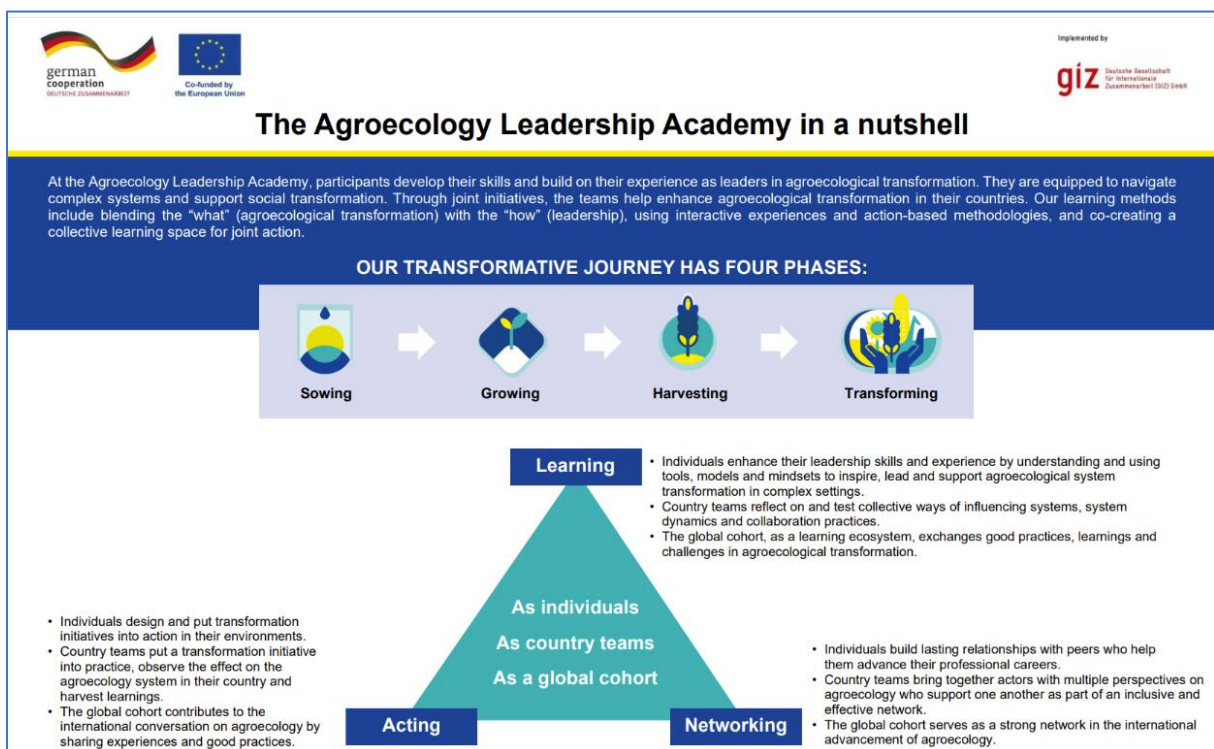 german
cooperation
DEUTSCHE ZUSAMMENARBEIT
Co-funded by
the European Union
Implemented by
giz Deutsche Gesellschaft
für Internationale
Zusammenarbeit (GIZ) GmbH
The Agroecology Leadership Academy in a nutshell
At the Agroecology Leadership Academy, participants develop their skills and build on their experience as leaders in agroecological transformation. They are equipped to navigate
complex systems and support social transformation. Through joint initiatives, the teams help enhance agroecological transformation in their countries. Our learning methods
include blending the “what” (agroecological transformation) with the “how” (leadership), using interactive experiences and action-based methodologies, and co-creating a
collective learning space for joint action.
OUR TRANSFORMATIVE JOURNEY HAS FOUR PHASES:
Sowing
Growing
Harvesting
Transforming
Learning
• Individuals enhance their leadership skills and experience by understanding and using
tools, models and mindsets to inspire, lead and support agroecological system
transformation in complex settings.
• Country teams reflect on and test collective ways of influencing systems, system
dynamics and collaboration practices.
• The global cohort, as a learning ecosystem, exchanges good practices, learnings and
challenges in agroecological transformation.
As individuals
As country teams
As a global cohort
• Individuals design and put transformation
initiatives into action in their environments.
• Country teams put a transformation initiative
into practice, observe the effect on the
agroecology system in their country and
harvest learnings.
• The global cohort contributes to the
international conversation on agroecology by
sharing experiences and good practices.
Acting
Networking
• Individuals build lasting relationships with peers who help
them advance their professional careers.
• Country teams bring together actors with multiple perspectives on
agroecology who support one another as part of an inclusive and
effective network.
• The global cohort serves as a strong network in the international
advancement of agroecology.